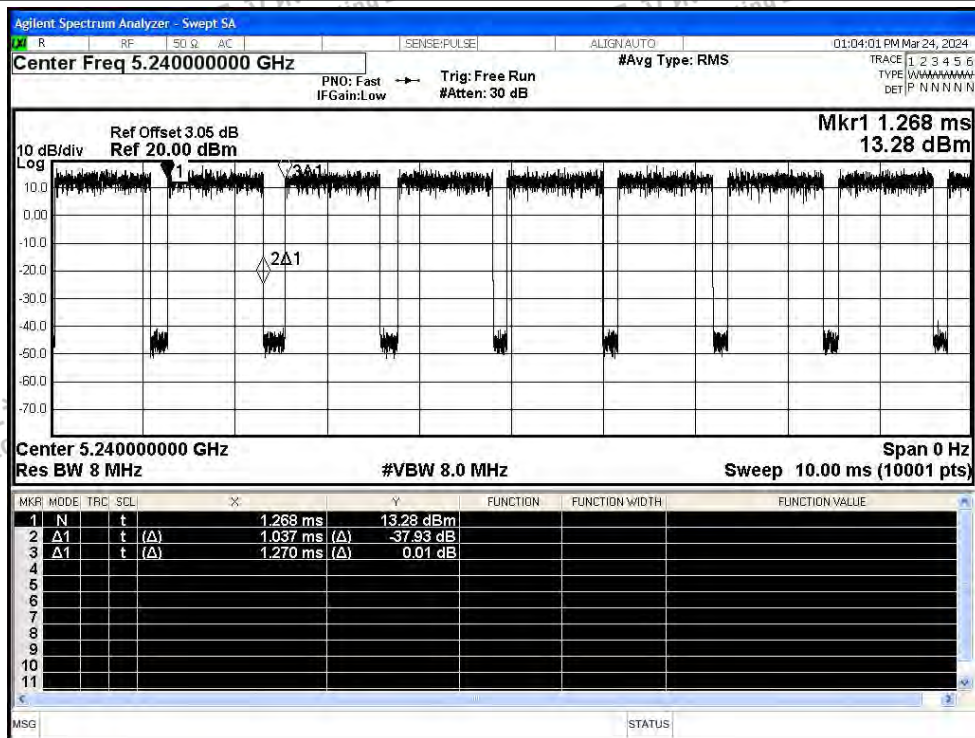 Agilent Spectrum Analyzer - Swept SA
R RF 50 Ω AC SENSE:PULSE ALIGN AUTO 01:04:01 PM Mar 24, 2024
Center Freq 5.240000000 GHz #Avg Type: RMS TRACE 1 2 3 4 5 6
PNO: Fast Trig: Free Run TYPE WWWWWW
IFGain:Low #Atten: 30 dB DET P N N N N N
Mkr1 1.268 ms
Ref Offset 3.05 dB
10 dB/div Ref 20.00 dBm 13.28 dBm
Log
1 3Δ1
10.0
0.00
-10.0
2Δ1
-20.0
-30.0
-40.0
-50.0
-60.0
-70.0
Center 5.240000000 GHz Span 0 Hz
Res BW 8 MHz #VBW 8.0 MHz Sweep 10.00 ms (10001 pts)
MKR MODE TRC SCL X Y FUNCTION FUNCTION WIDTH FUNCTION VALUE
1 N t 1.268 ms 13.28 dBm
2 Δ1 t (Δ) 1.037 ms (Δ) -37.93 dB
3 Δ1 t (Δ) 1.270 ms (Δ) 0.01 dB
4
5
6
7
8
9
10
11
MSG STATUS